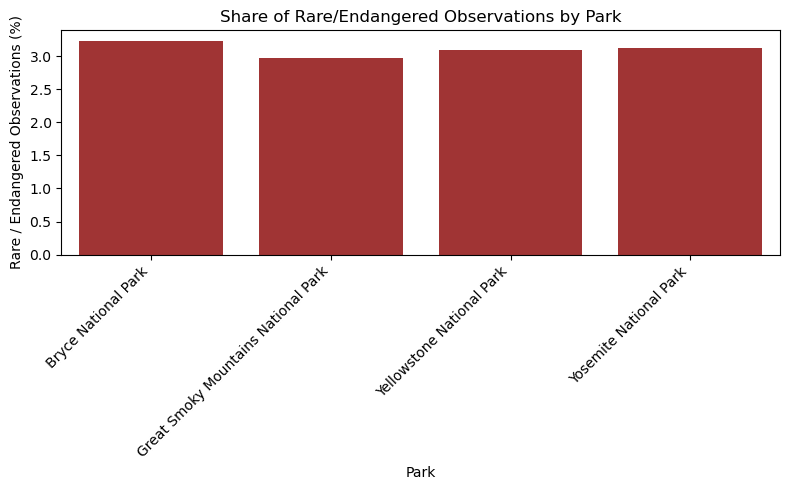 Share of Rare/Endangered Observations by Park
Rare / Endangered Observations (%)
3.0
2.5
2.0
1.5
1.0
0.5
0.0
Bryce National Park
Great Smoky Mountains National Park
Yellowstone National Park
Yosemite National Park
Park